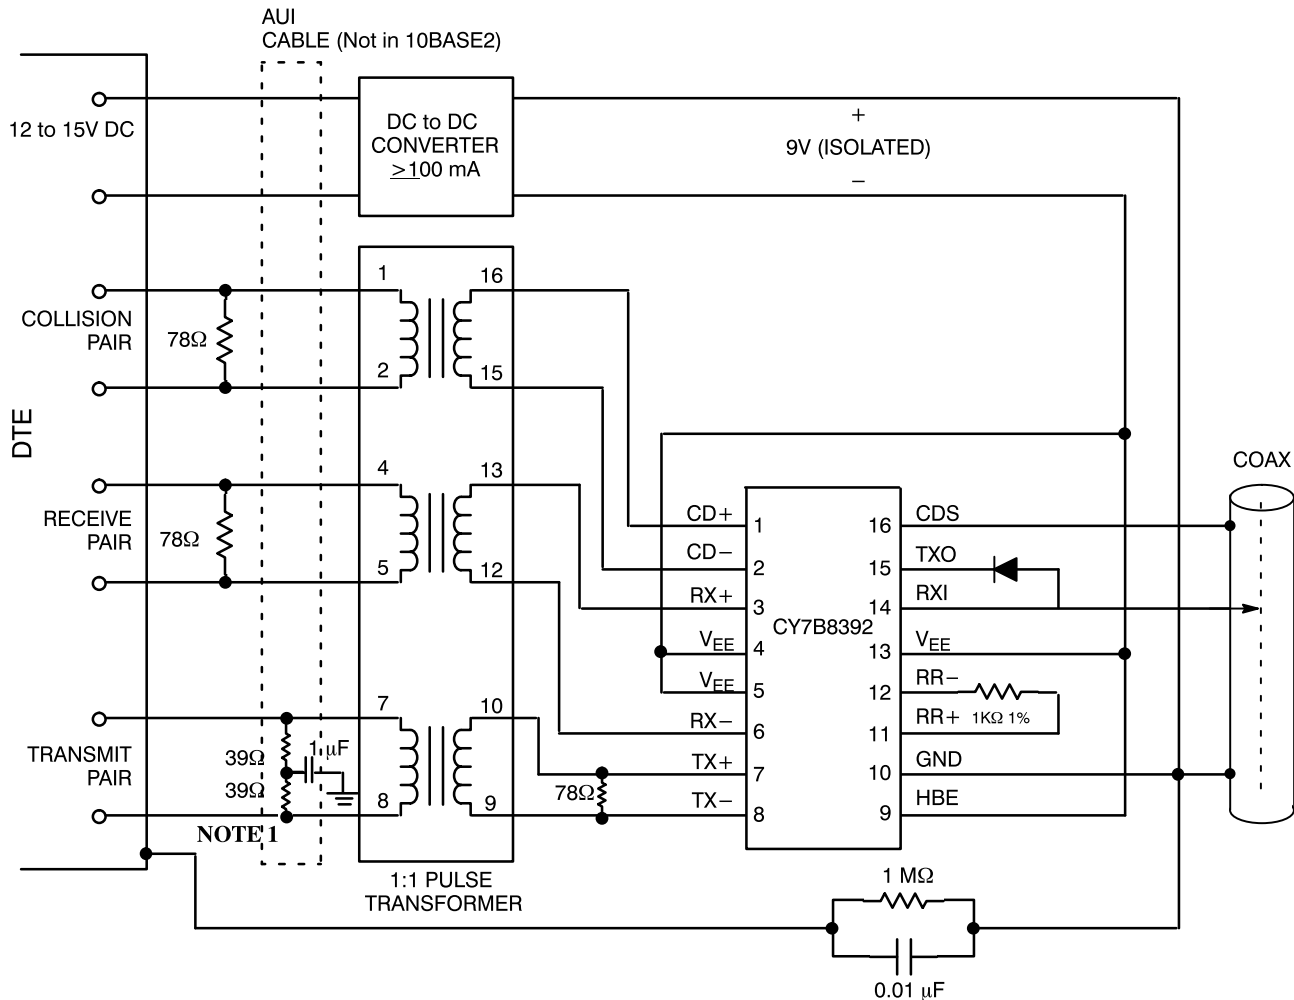 AUI
CABLE (Not in 10BASE2)
12 to 15V DC
DC to DC
CONVERTER
>100 mA
+
9V (ISOLATED)
−
DTE
COLLISION
PAIR
78Ω
1
2
16
15
RECEIVE
PAIR
78Ω
4
5
13
12
TRANSMIT
PAIR
39Ω
39Ω
1 µF
NOTE 1
7
8
10
9
78Ω
1:1 PULSE
TRANSFORMER
CD+
CD−
RX+
VEE
VEE
RX−
TX+
TX−
1
2
3
4
5
6
7
8
CY7B8392
16
15
14
13
12
11
10
9
CDS
TXO
RXI
VEE
RR−
RR+
1KΩ 1%
GND
HBE
COAX
1 MΩ
0.01 µF